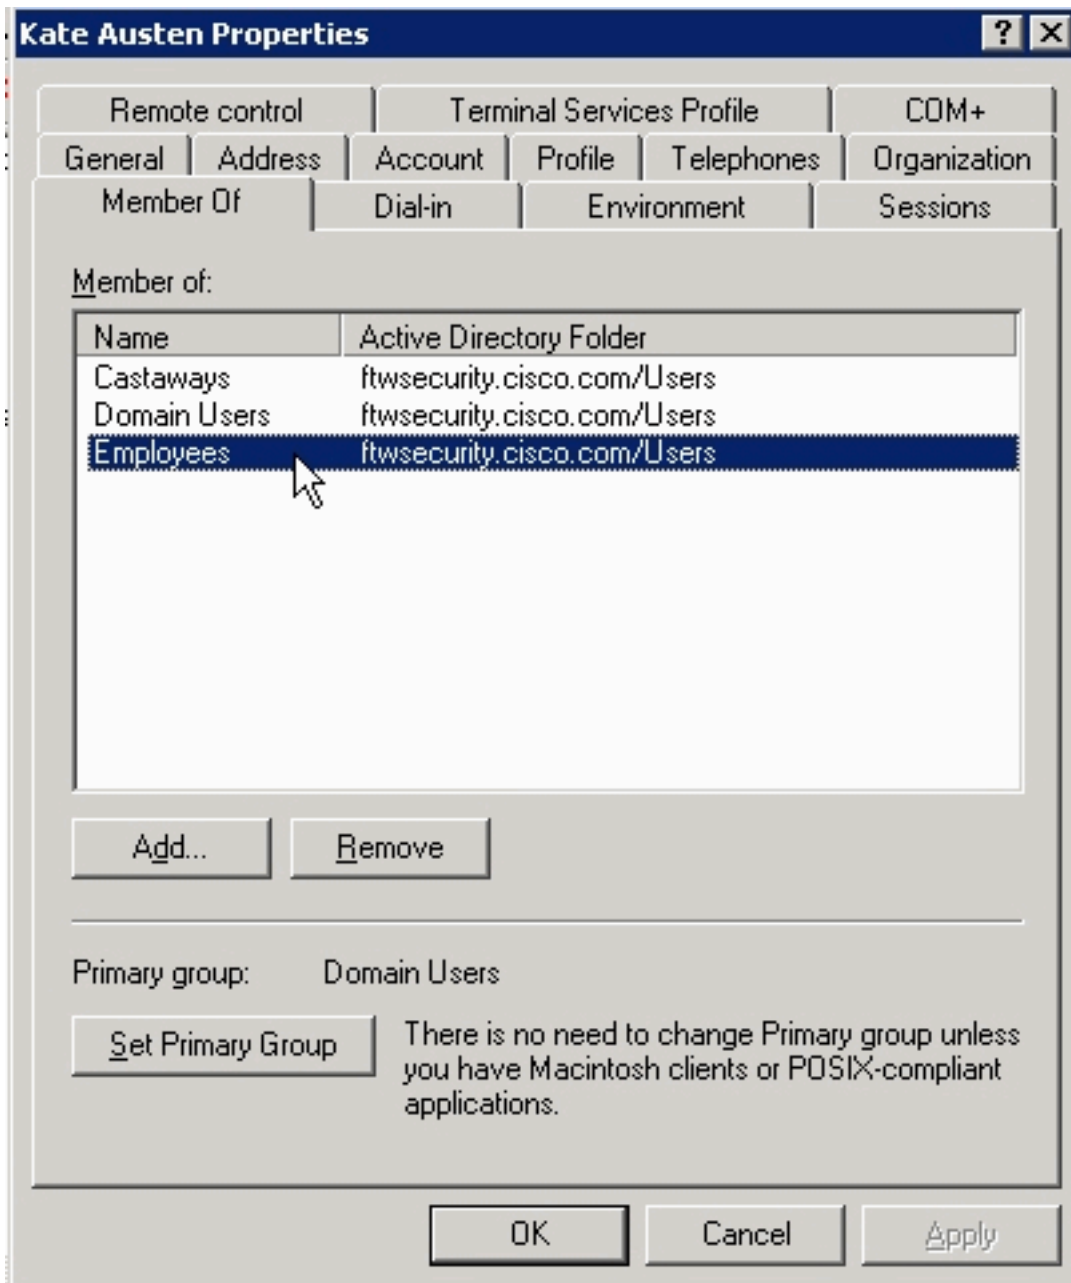 Kate Austen Properties
Remote control Terminal Services Profile COM+
General Address Account Profile Telephones Organization
Member Of Dial-in Environment Sessions
Member of:
Name Active Directory Folder
Castaways ftwsecurity.cisco.com/Users
Domain Users ftwsecurity.cisco.com/Users
Employees ftwsecurity.cisco.com/Users
Add... Remove
Primary group: Domain Users
Set Primary Group
There is no need to change Primary group unless
you have Macintosh clients or POSIX-compliant
applications.
OK Cancel Apply